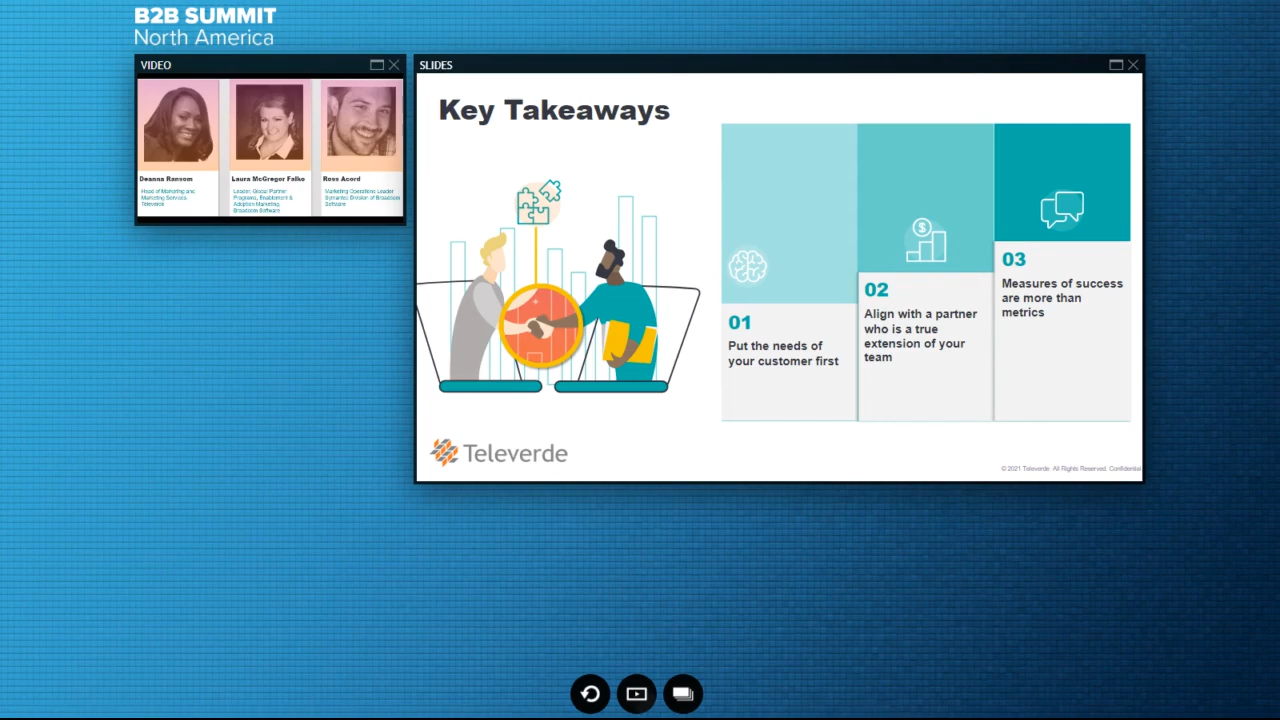 B2B SUMMIT
North America
VIDEO
Deanna Ransom
Head of Marketing and
Marketing Services
Televerde
Laura McGregor Falko
Leader, Global Partner
Programs, Enablement &
Adoption Marketing
Broadcom Software
Ross Acord
Marketing Operations Leader
Symantec Division of Broadcom
Software
SLIDES
Key Takeaways
01
Put the needs of
your customer first
02
Align with a partner
who is a true
extension of your
team
03
Measures of success
are more than
metrics
$
Televerde
© 2021 Televerde All Rights Reserved. Confidential